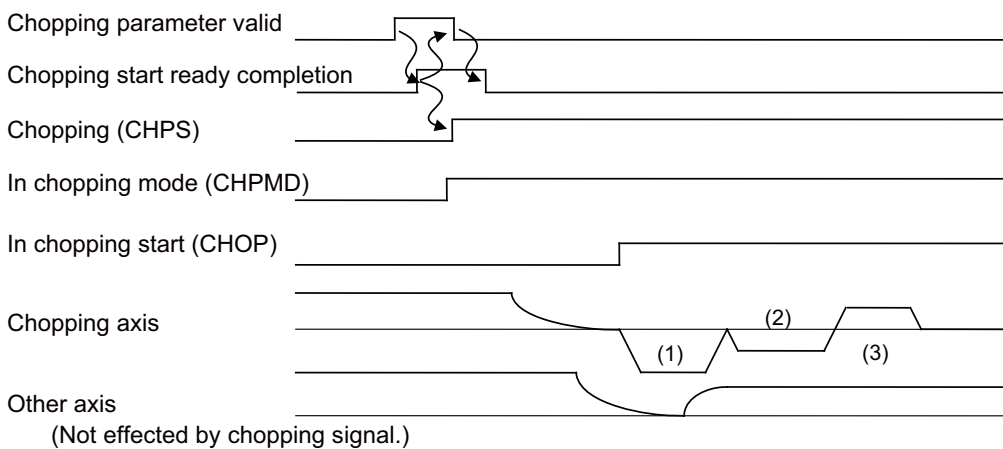 Chopping parameter valid
Chopping start ready completion
Chopping (CHPS)
In chopping mode (CHPMD)
In chopping start (CHOP)
Chopping axis
(1)
(2)
(3)
Other axis
(Not effected by chopping signal.)